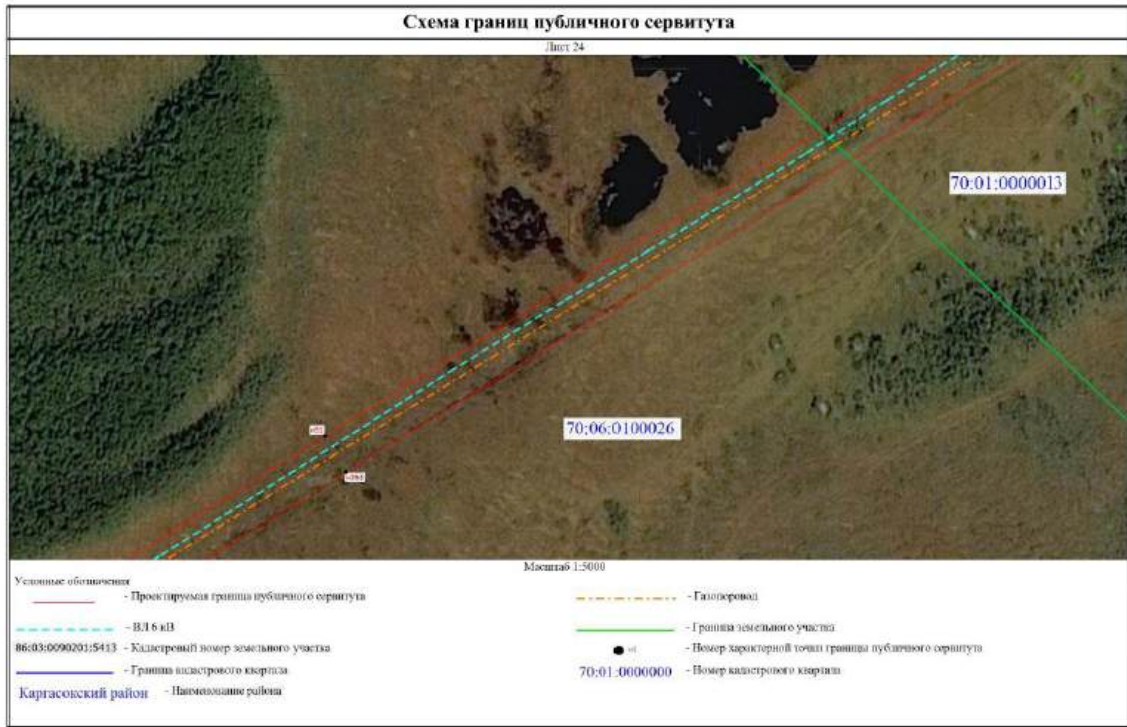 Схема границ публичного сервитута
Лист 24
70:01:0000013
70:06:0100026
Масштаб 1:5000
Условные обозначения
- Проектируемая граница публичного сервитута
- Газопровод
- ВЛ 6 кВ
- Граница земельного участка
86:03:0090201:5413 - Кадастровый номер земельного участка
- Номер характерной точки границы публичного сервитута
- Граница кадастрового квартала
70:01:0000000 - Номер кадастрового квартала
Каргасокский район - Наименование района